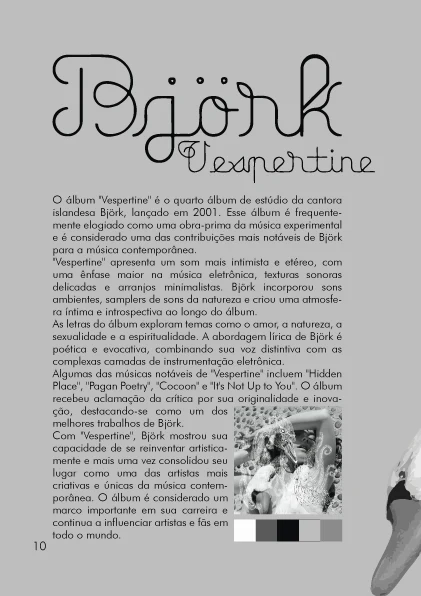 Björk
Vespertine
O álbum "Vespertine" é o quarto álbum de estúdio da cantora
islandesa Björk, lançado em 2001. Esse álbum é frequente-
mente elogiado como uma obra-prima da música experimental
e é considerado uma das contribuições mais notáveis de Björk
para a música contemporânea.
"Vespertine" apresenta um som mais intimista e etéreo, com
uma ênfase maior na música eletrônica, texturas sonoras
delicadas e arranjos minimalistas. Björk incorporou sons
ambientes, samplers de sons da natureza e criou uma atmosfe-
ra íntima e introspectiva ao longo do álbum.
As letras do álbum exploram temas como o amor, a natureza, a
sexualidade e a espiritualidade. A abordagem lírica de Björk é
poética e evocativa, combinando sua voz distintiva com as
complexas camadas de instrumentação eletrônica.
Algumas das músicas notáveis de "Vespertine" incluem "Hidden
Place", "Pagan Poetry", "Cocoon" e "It's Not Up to You". O álbum
recebeu aclamação da crítica por sua originalidade e inova-
ção, destacando-se como um dos
melhores trabalhos de Björk.
Com "Vespertine", Björk mostrou sua
capacidade de se reinventar artistica-
mente e mais uma vez consolidou seu
lugar como uma das artistas mais
criativas e únicas da música contem-
porânea. O álbum é considerado um
marco importante em sua carreira e
continua a influenciar artistas e fãs em
todo o mundo.
10